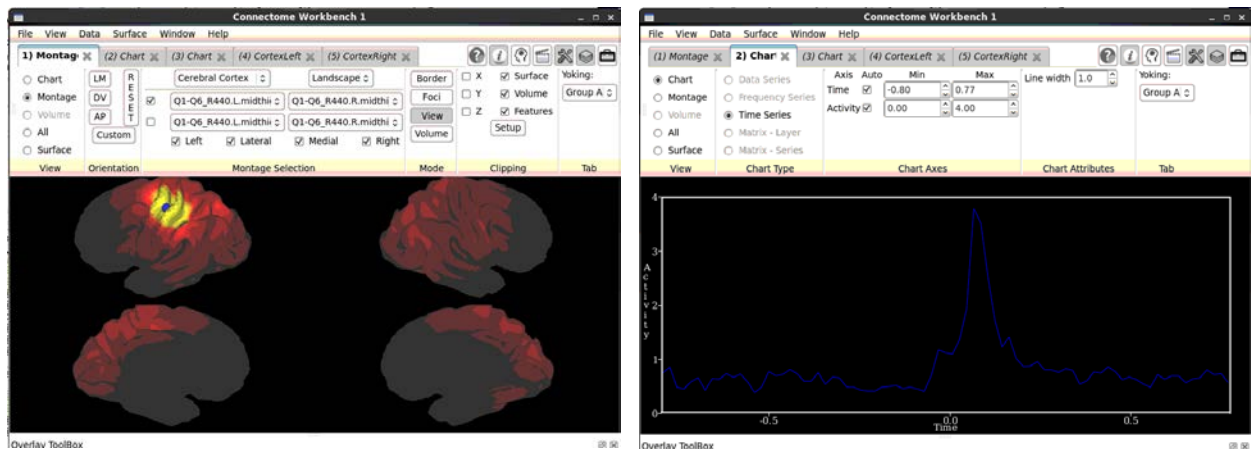 Connectome Workbench 1
File View Data Surface Window Help
1) Montag (2) Chart (3) Chart (4) CortexLeft (5) CortexRight
Chart
Montage
Volume
All
Surface
View
LM
DV
AP
RESET
Custom
Orientation
Cerebral Cortex Landscape
Q1-Q6_R440.L.midthi Q1-Q6_R440.R.midthi
Q1-Q6_R440.L.midthi Q1-Q6_R440.R.midthi
Left Lateral Medial Right
Montage Selection
Border
Foci
View
Volume
Mode
X Surface
Y Volume
Z Features
Setup
Clipping
Yoking:
Group A
Tab
Overlay ToolBox
Connectome Workbench 1
File View Data Surface Window Help
(1) Montage 2) Chart (3) Chart (4) CortexLeft (5) CortexRight
Chart
Montage
Volume
All
Surface
View
Data Series
Frequency Series
Time Series
Matrix - Layer
Matrix - Series
Chart Type
Axis Auto Min Max
Time -0.80 0.77
Activity 0.00 4.00
Chart Axes
Line width 1.0
Chart Attributes
Yoking:
Group A
Tab
4
3
2
1
0
Activity
-0.5 0.0 0.5
Time
Overlay ToolBox